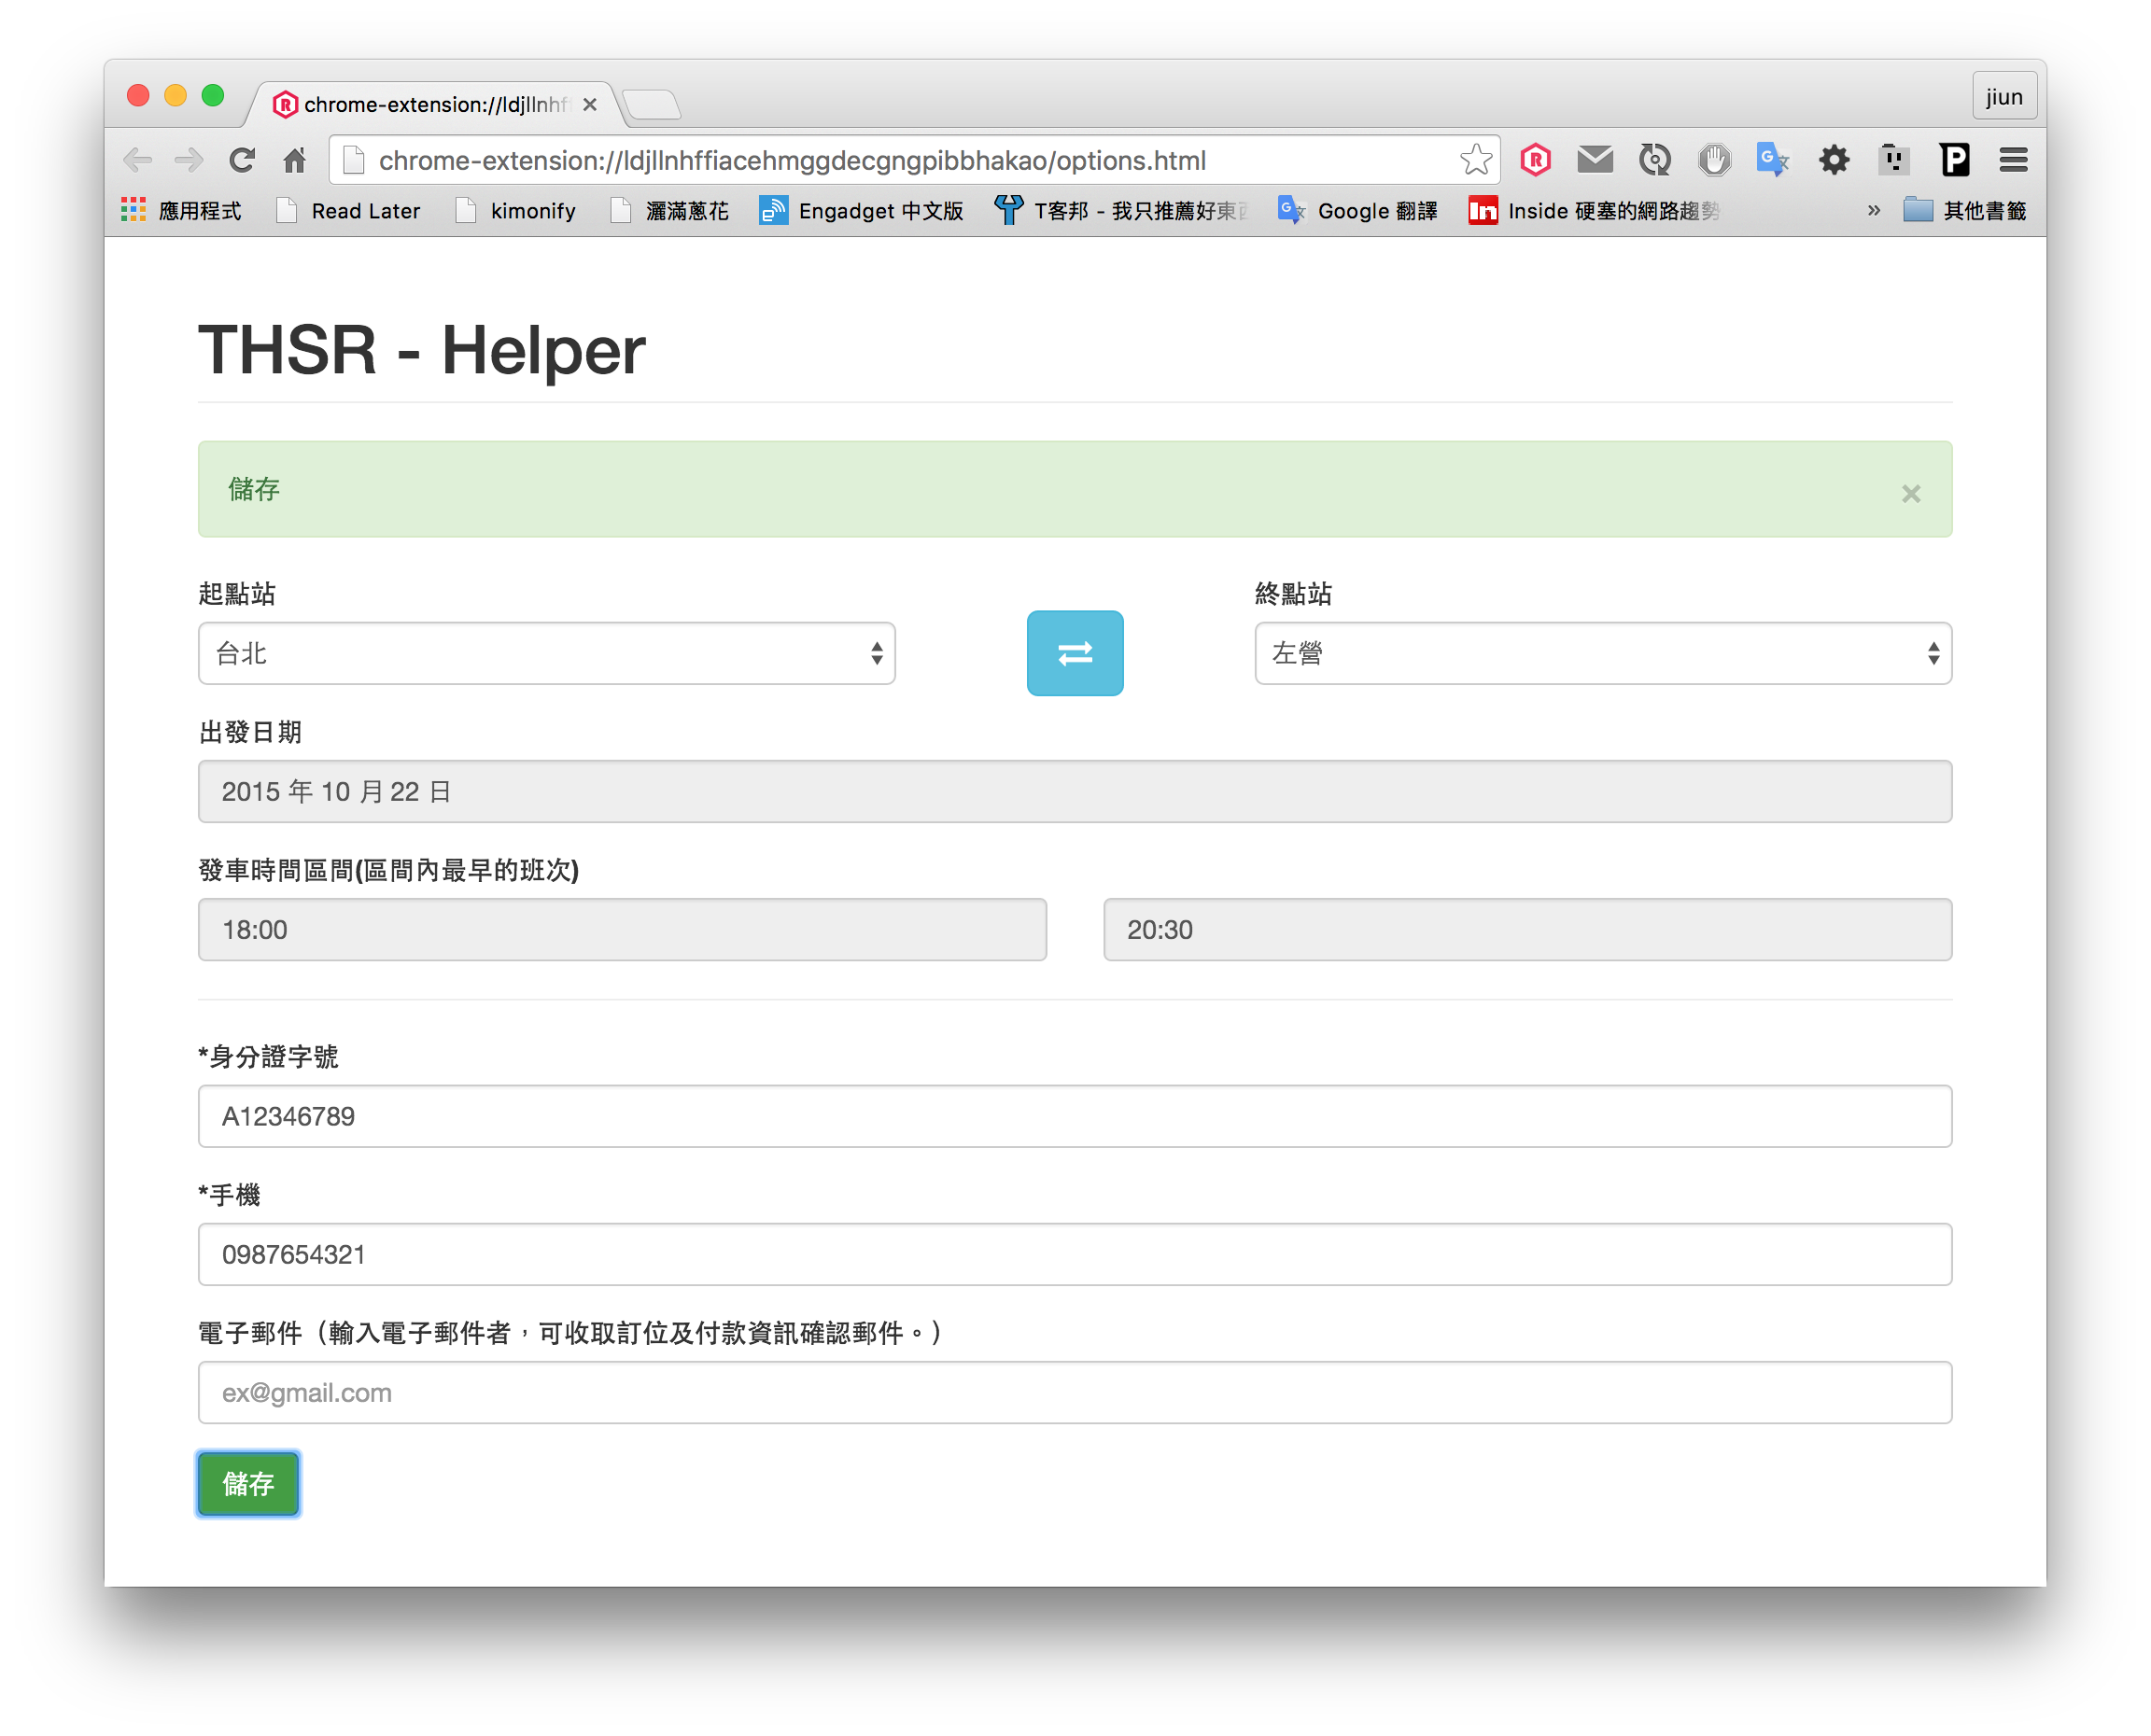 chrome-extension://ldjllnhf
jiun
chrome-extension://ldjllnhffiacehmggdecgngpibbhakao/options.html
應用程式 Read Later kimonify 灑滿蔥花 Engadget 中文版 T客邦 - 我只推薦好東西 Google 翻譯 Inside 硬塞的網路趨勢 » 其他書籤
THSR - Helper
儲存 ×
起點站 終點站
台北 左營
出發日期
2015 年 10 月 22 日
發車時間區間(區間內最早的班次)
18:00 20:30
*身分證字號
A12346789
*手機
0987654321
電子郵件（輸入電子郵件者，可收取訂位及付款資訊確認郵件。）
ex@gmail.com
儲存